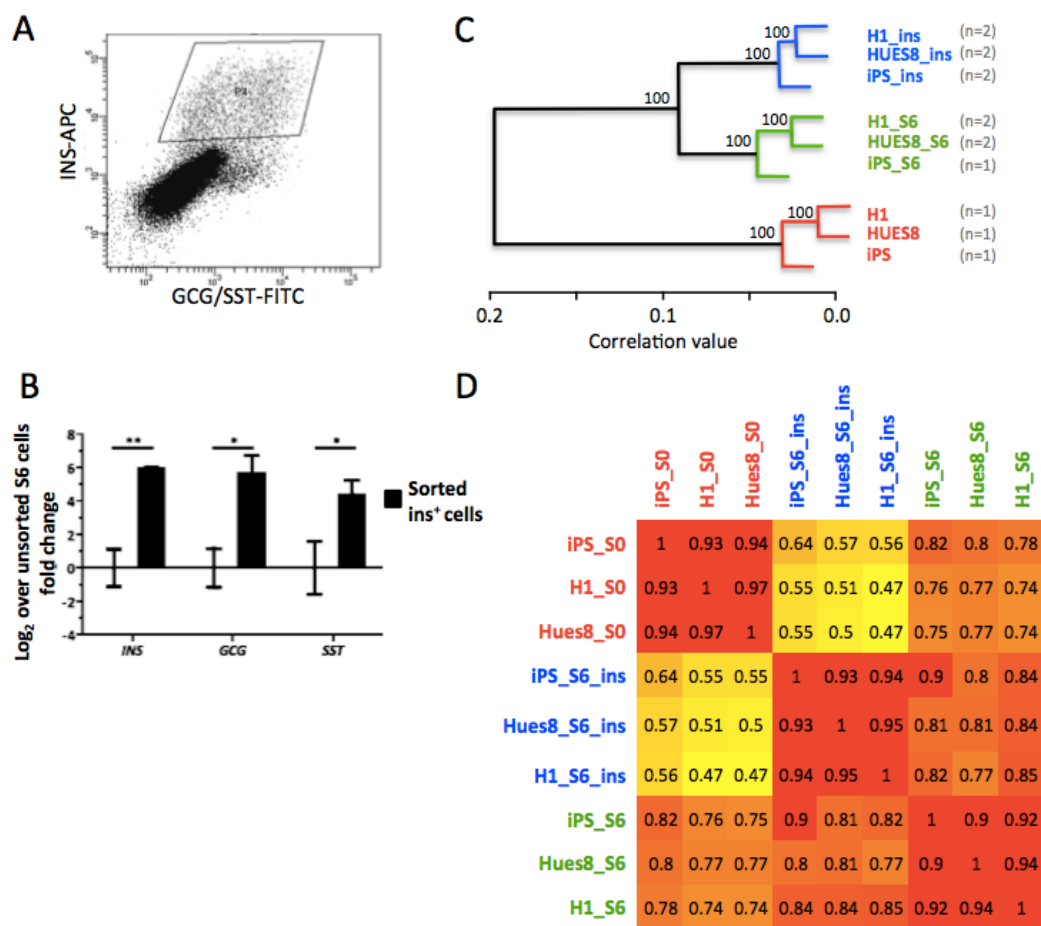 A
INS-APC
10⁵
10⁴
10³
10²
10² 10³ 10⁴ 10⁵
GCG/SST-FITC
B
Log₂ over unsorted S6 cells
fold change
8
6
4
2
0
-2
-4
** * *
INS GCG SST
Sorted
ins⁺ cells
C
100 100 100 100 100 100 100
H1_ins (n=2)
HUES8_ins (n=2)
iPS_ins (n=2)
H1_S6 (n=2)
HUES8_S6 (n=2)
iPS_S6 (n=1)
H1 (n=1)
HUES8 (n=1)
iPS (n=1)
0.2 0.1 0.0
Correlation value
D
iPS_S0 H1_S0 Hues8_S0 iPS_S6_ins Hues8_S6_ins H1_S6_ins iPS_S6 Hues8_S6 H1_S6
iPS_S0 1 0.93 0.94 0.64 0.57 0.56 0.82 0.8 0.78
H1_S0 0.93 1 0.97 0.55 0.51 0.47 0.76 0.77 0.74
Hues8_S0 0.94 0.97 1 0.55 0.5 0.47 0.75 0.77 0.74
iPS_S6_ins 0.64 0.55 0.55 1 0.93 0.94 0.9 0.8 0.84
Hues8_S6_ins 0.57 0.51 0.5 0.93 1 0.95 0.81 0.81 0.84
H1_S6_ins 0.56 0.47 0.47 0.94 0.95 1 0.82 0.77 0.85
iPS_S6 0.82 0.76 0.75 0.9 0.81 0.82 1 0.9 0.92
Hues8_S6 0.8 0.77 0.77 0.8 0.81 0.77 0.9 1 0.94
H1_S6 0.78 0.74 0.74 0.84 0.84 0.85 0.92 0.94 1